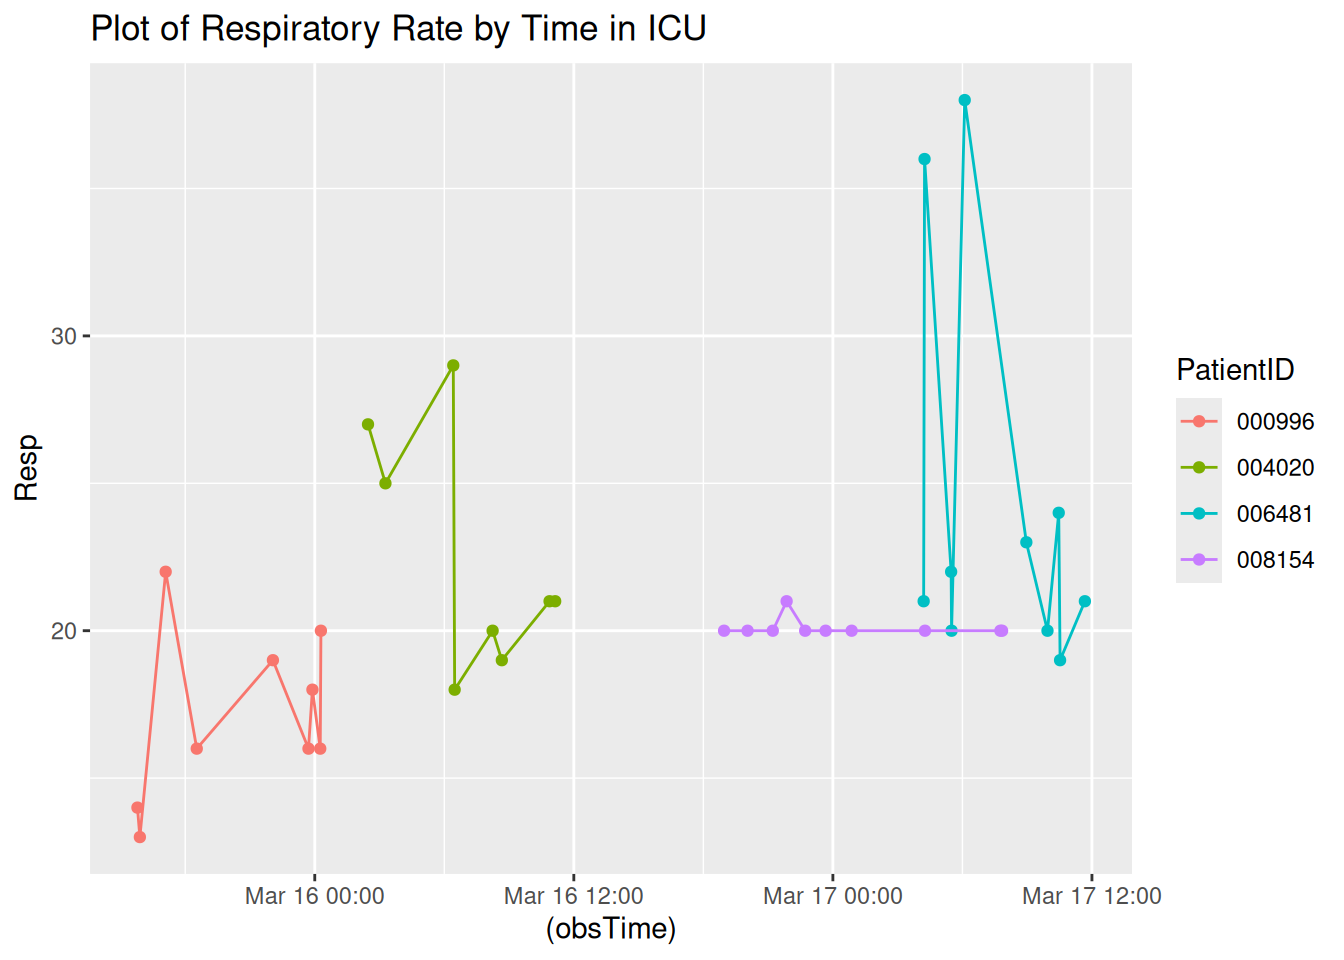 Plot of Respiratory Rate by Time in ICU
Resp
30
20
Mar 16 00:00
Mar 16 12:00
Mar 17 00:00
Mar 17 12:00
(obsTime)
PatientID
000996
004020
006481
008154